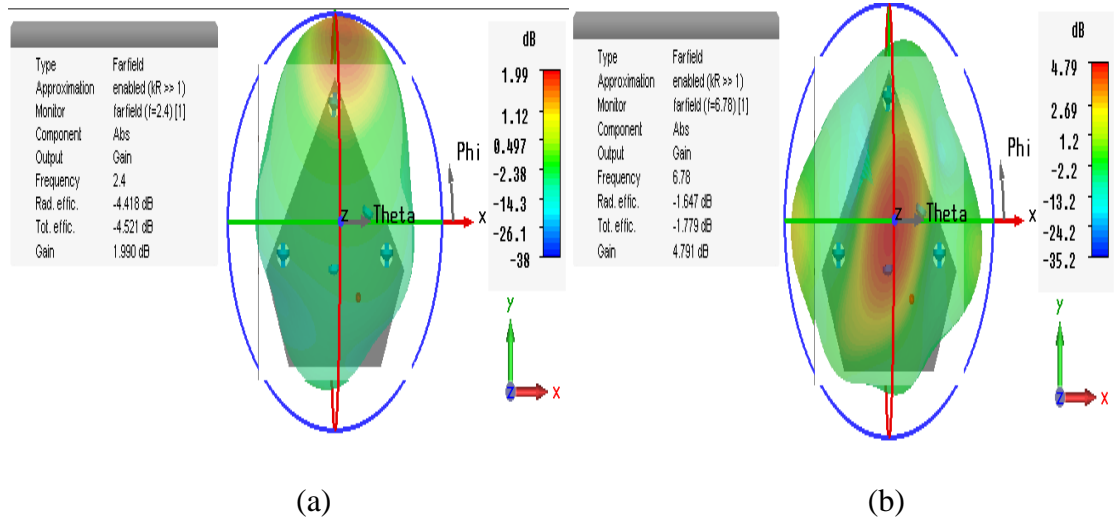 Type Farfield
Approximation enabled (kR >> 1)
Monitor farfield (f=2.4) [1]
Component Abs
Output Gain
Frequency 2.4
Rad. effic. -4.418 dB
Tot. effic. -4.521 dB
Gain 1.990 dB
z Theta
Phi
x
dB
1.99
1.12
0.497
-2.38
-14.3
-26.1
-38
y
z
x
(a)
Type Farfield
Approximation enabled (kR >> 1)
Monitor farfield (f=6.78) [1]
Component Abs
Output Gain
Frequency 6.78
Rad. effic. -1.647 dB
Tot. effic. -1.779 dB
Gain 4.791 dB
z Theta
Phi
x
dB
4.79
2.69
1.2
-2.2
-13.2
-24.2
-35.2
y
z
x
(b)